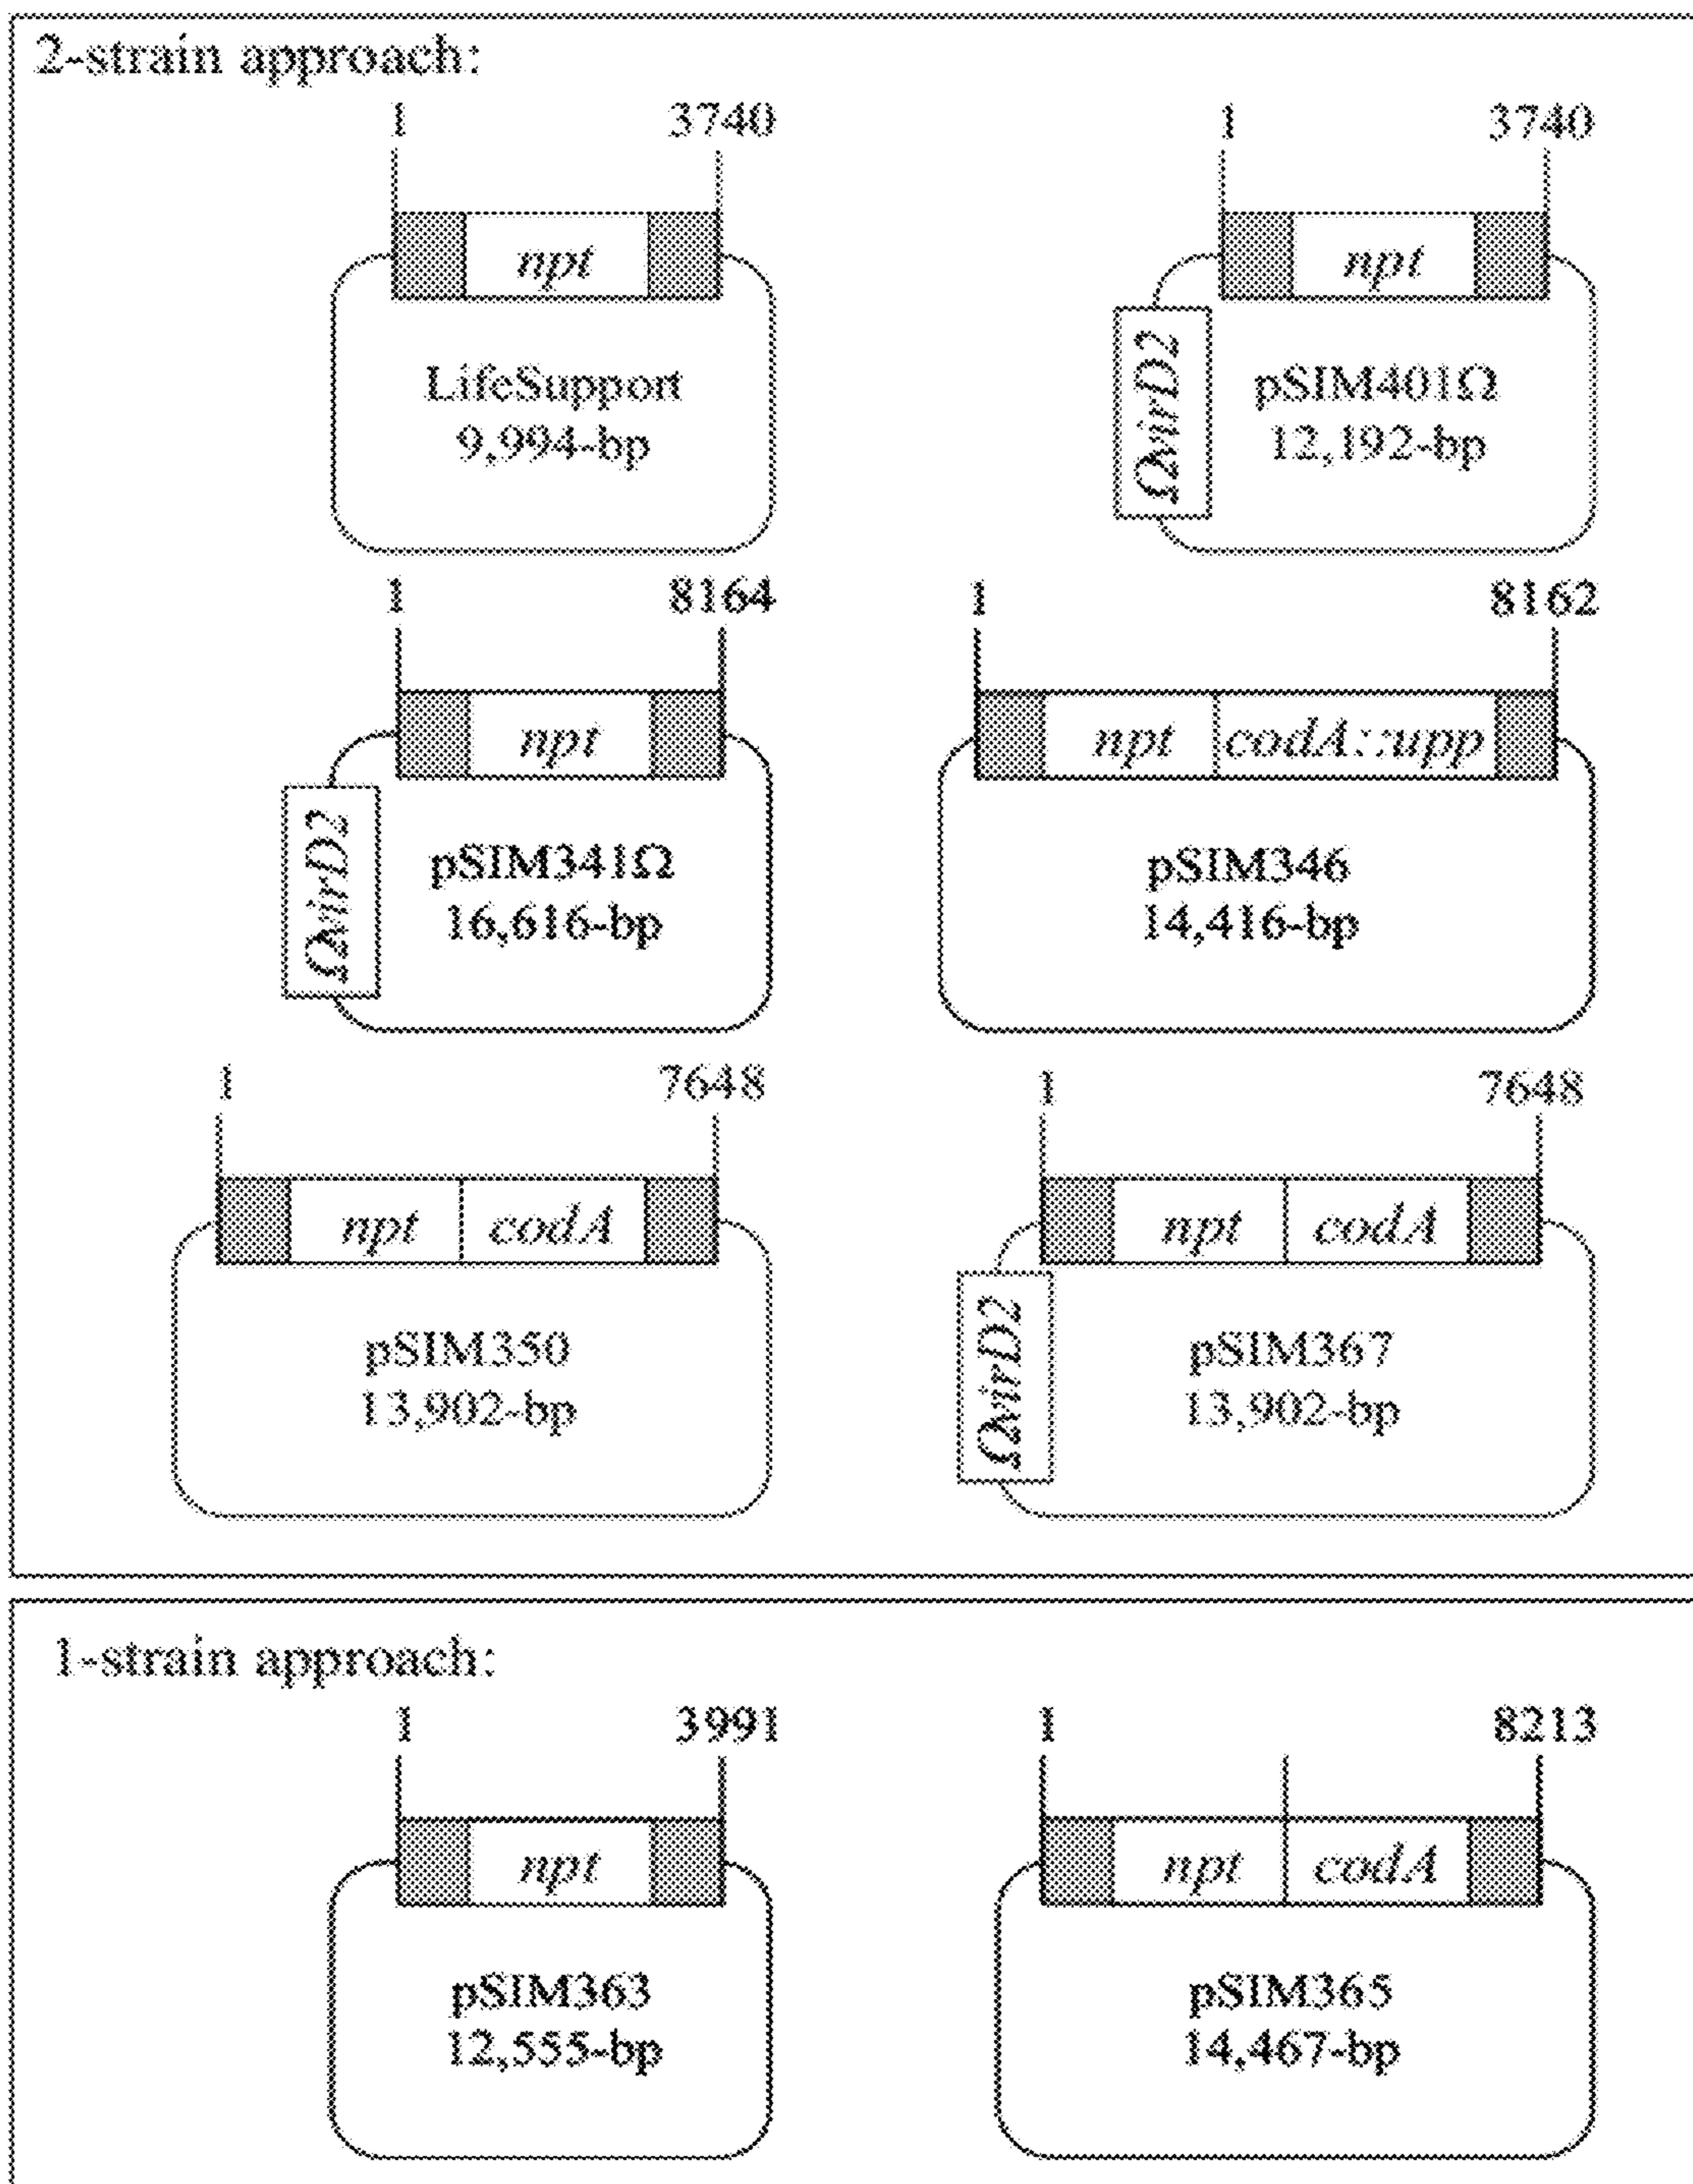 2-strain approach:
1 3740
npt
LifeSupport
9,994-bp
1 3740
npt
ΩvirD2
pSIM401Ω
12,192-bp
1 8164
npt
ΩvirD2
pSIM341Ω
16,616-bp
1 8162
npt codA::upp
pSIM346
14,416-bp
1 7648
npt codA
pSIM350
13,902-bp
1 7648
npt codA
ΩvirD2
pSIM367
13,902-bp
1-strain approach:
1 3991
npt
pSIM363
12,555-bp
1 8213
npt codA
pSIM365
14,467-bp